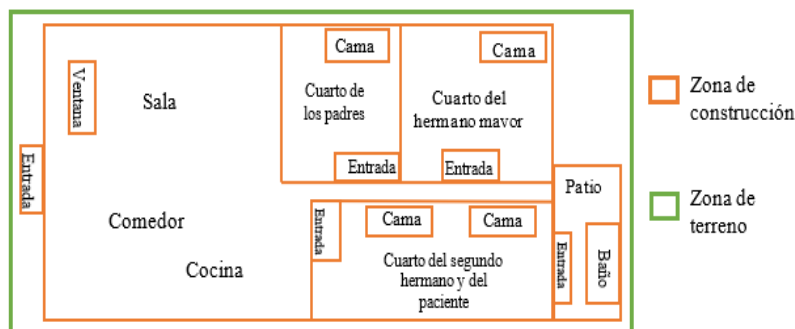 Cama
Cama
Ventana
Sala
Cuarto de
los padres
Cuarto del
hermano mavor
Entrada
Entrada
Entrada
Comedor
Cocina
Entrada
Cama
Cama
Cuarto del segundo
hermano y del
paciente
Patio
Entrada
Baño
Zona de
construcción
Zona de
terreno